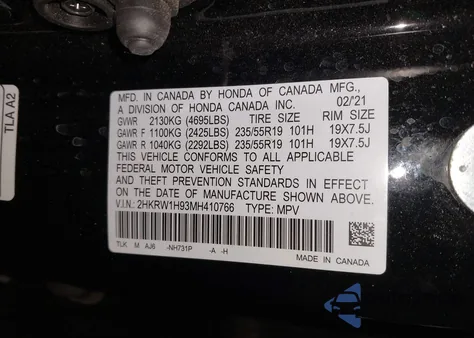 TLA A2
MFD. IN CANADA BY HONDA OF CANADA MFG.,
A DIVISION OF HONDA CANADA INC. 02/'21
GVWR 2130KG (4695LBS) TIRE SIZE RIM SIZE
GAWR F 1100KG (2425LBS) 235/55R19 101H 19X7.5J
GAWR R 1040KG (2292LBS) 235/55R19 101H 19X7.5J
THIS VEHICLE CONFORMS TO ALL APPLICABLE
FEDERAL MOTOR VEHICLE SAFETY
AND THEFT PREVENTION STANDARDS IN EFFECT
ON THE DATE OF MANUFACTURE SHOWN ABOVE.
V.I.N: 2HKRW1H93MH410766 TYPE: MPV
TLK M AJ6 -NH731P -A -H
MADE IN CANADA